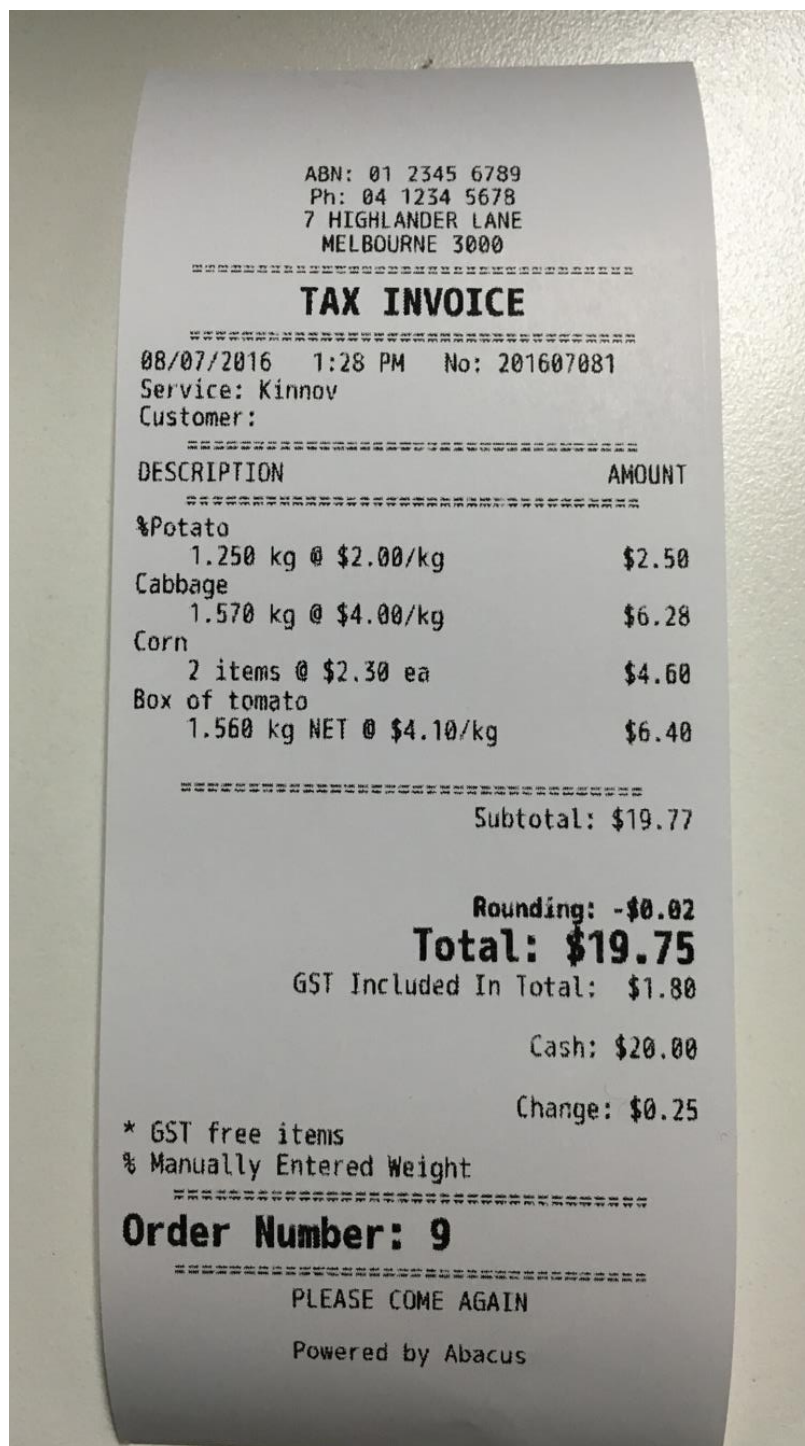 ABN: 01 2345 6789
Ph: 04 1234 5678
7 HIGHLANDER LANE
MELBOURNE 3000
==================================
TAX INVOICE
==================================
08/07/2016 1:28 PM No: 201607081
Service: Kinnov
Customer:
==================================
DESCRIPTION AMOUNT
==================================
%Potato
1.250 kg @ $2.00/kg $2.50
Cabbage
1.570 kg @ $4.00/kg $6.28
Corn
2 items @ $2.30 ea $4.60
Box of tomato
1.560 kg NET @ $4.10/kg $6.40
==================================
Subtotal: $19.77
Rounding: -$0.02
Total: $19.75
GST Included In Total: $1.80
Cash: $20.00
Change: $0.25
* GST free items
% Manually Entered Weight
==================================
Order Number: 9
==================================
PLEASE COME AGAIN
Powered by Abacus